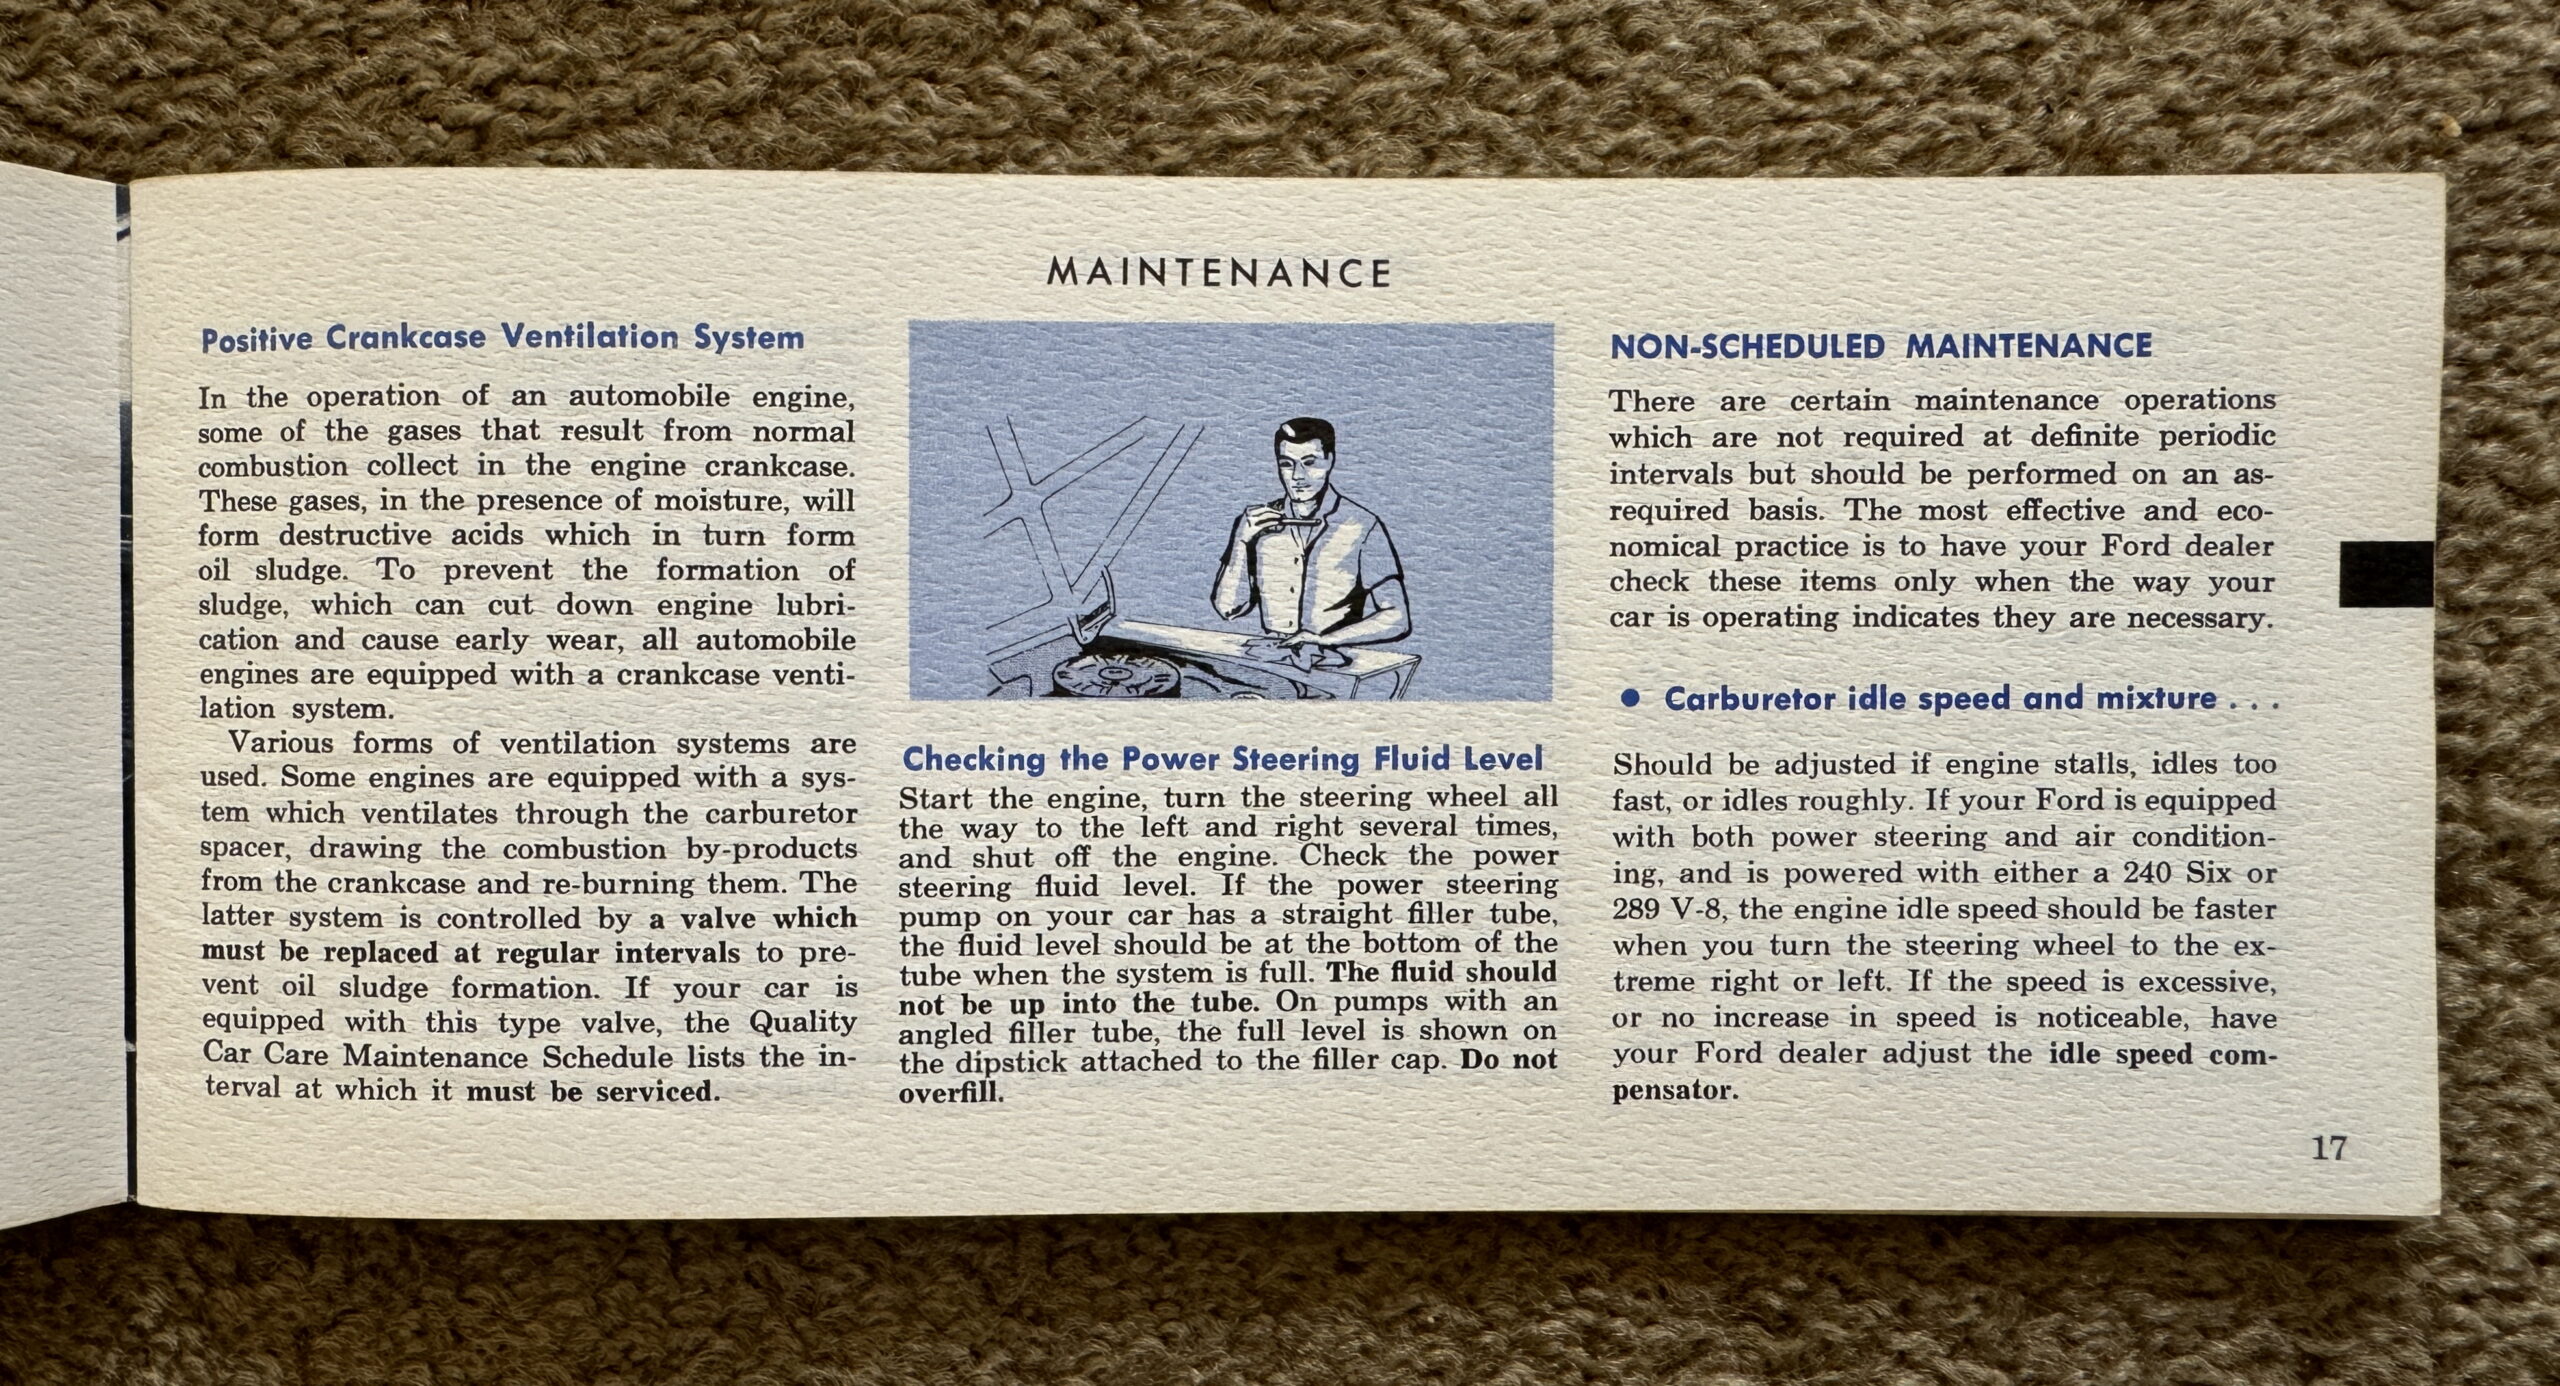 MAINTENANCE
Positive Crankcase Ventilation System
In the operation of an automobile engine,
some of the gases that result from normal
combustion collect in the engine crankcase.
These gases, in the presence of moisture, will
form destructive acids which in turn form
oil sludge. To prevent the formation of
sludge, which can cut down engine lubri-
cation and cause early wear, all automobile
engines are equipped with a crankcase venti-
lation system.
Various forms of ventilation systems are
used. Some engines are equipped with a sys-
tem which ventilates through the carburetor
spacer, drawing the combustion by-products
from the crankcase and re-burning them. The
latter system is controlled by a valve which
must be replaced at regular intervals to pre-
vent oil sludge formation. If your car is
equipped with this type valve, the Quality
Car Care Maintenance Schedule lists the in-
terval at which it must be serviced.
Checking the Power Steering Fluid Level
Start the engine, turn the steering wheel all
the way to the left and right several times,
and shut off the engine. Check the power
steering fluid level. If the power steering
pump on your car has a straight filler tube,
the fluid level should be at the bottom of the
tube when the system is full. The fluid should
not be up into the tube. On pumps with an
angled filler tube, the full level is shown on
the dipstick attached to the filler cap. Do not
overfill.
NON-SCHEDULED MAINTENANCE
There are certain maintenance operations
which are not required at definite periodic
intervals but should be performed on an as-
required basis. The most effective and eco-
nomical practice is to have your Ford dealer
check these items only when the way your
car is operating indicates they are necessary.
• Carburetor idle speed and mixture . . .
Should be adjusted if engine stalls, idles too
fast, or idles roughly. If your Ford is equipped
with both power steering and air condition-
ing, and is powered with either a 240 Six or
289 V-8, the engine idle speed should be faster
when you turn the steering wheel to the ex-
treme right or left. If the speed is excessive,
or no increase in speed is noticeable, have
your Ford dealer adjust the idle speed com-
pensator.
17